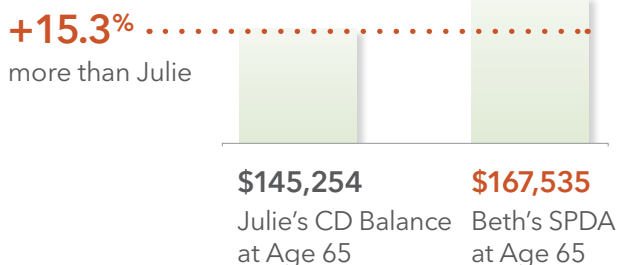 +15.3%
more than Julie
$145,254
Julie's CD Balance
at Age 65
$167,535
Beth's SPDA
at Age 65